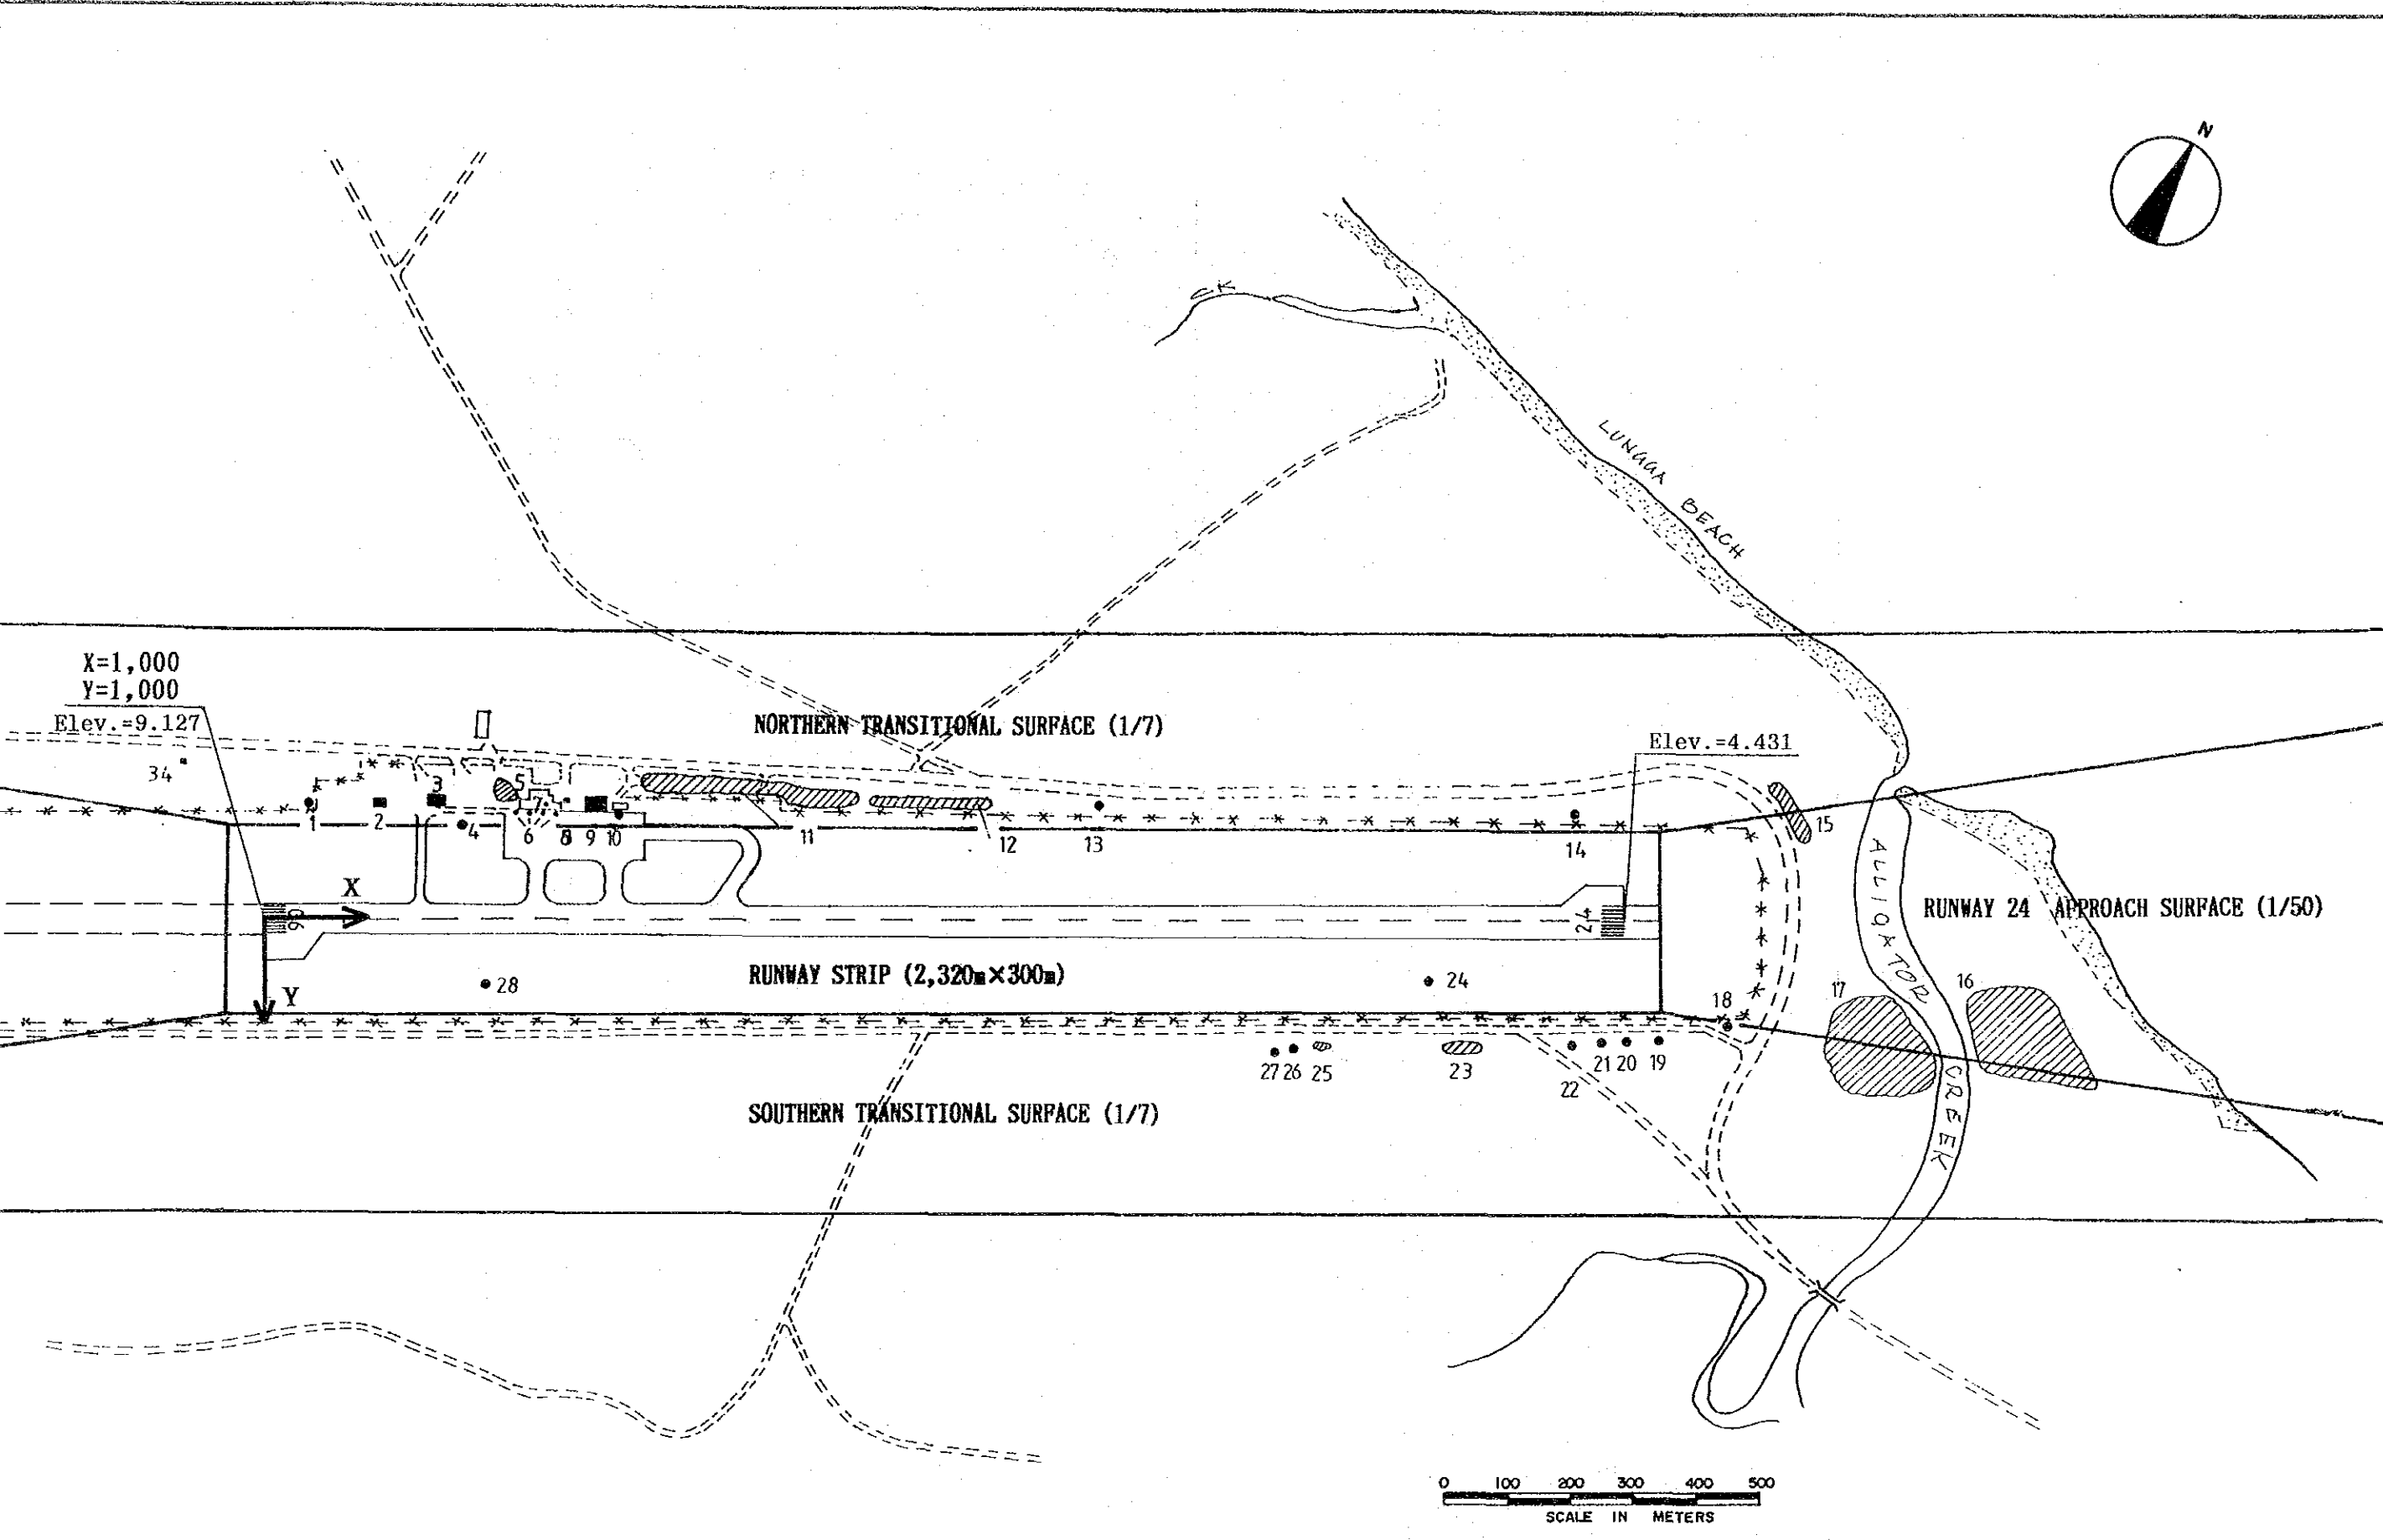 N
CK
LUNGGA BEACH
X=1,000
Y=1,000
Elev.=9.127
NORTHERN TRANSITIONAL SURFACE (1/7)
Elev.=4.431
34
3
5
7
1
2
4
6
8
9
10
11
12
13
14
15
ALLIGATOR CREEK
X
06
24
RUNWAY 24 APPROACH SURFACE (1/50)
28
Y
RUNWAY STRIP (2,320m×300m)
24
18
17
16
27 26 25
23
22
21 20 19
SOUTHERN TRANSITIONAL SURFACE (1/7)
0 100 200 300 400 500
SCALE IN METERS